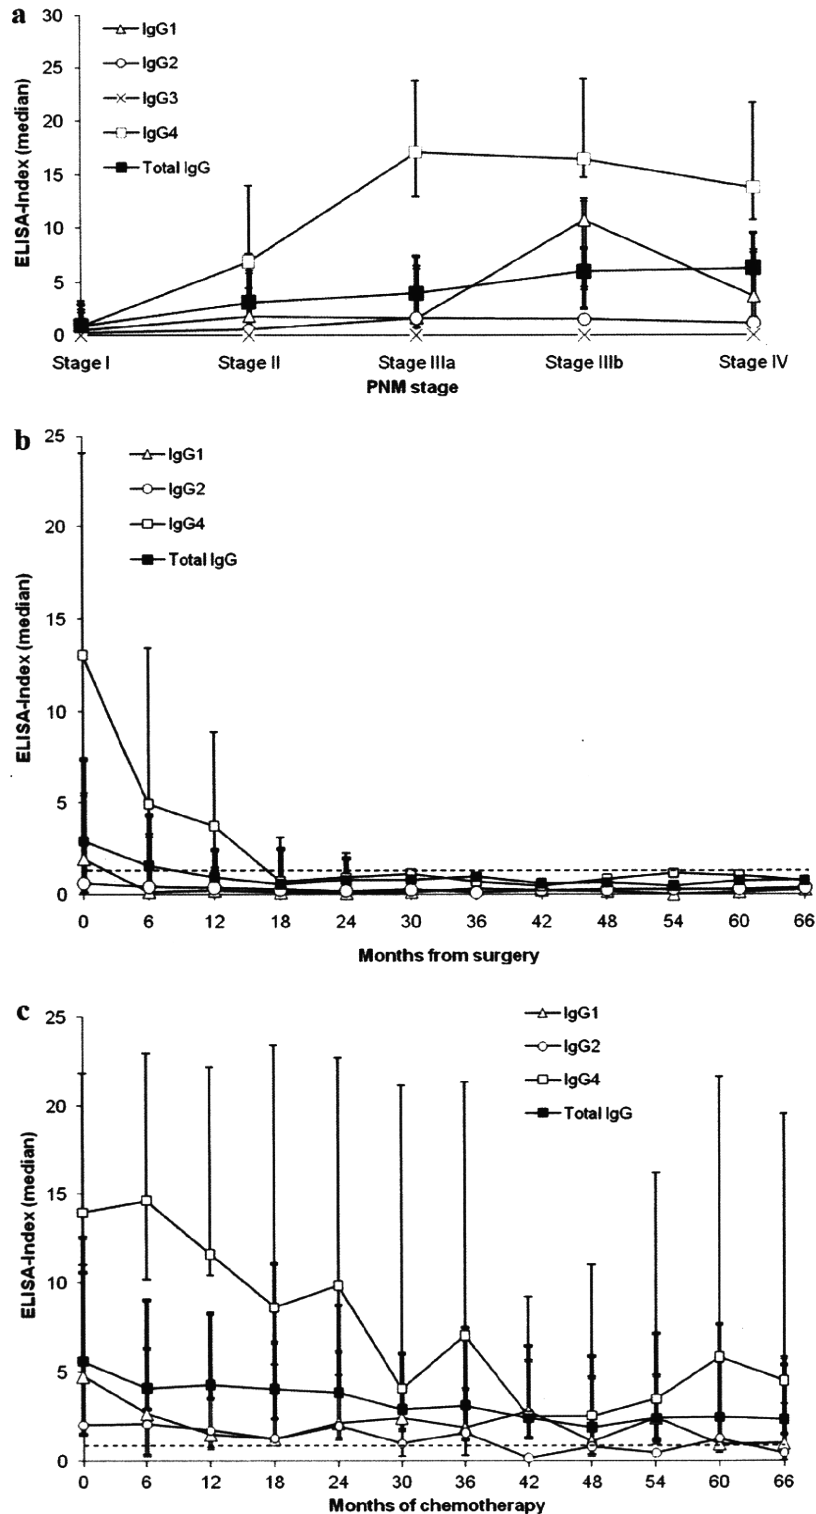 a
30
25
20
15
10
5
0
ELISA-Index (median)
IgG1
IgG2
IgG3
IgG4
Total IgG
Stage I Stage II Stage IIIa Stage IIIb Stage IV
PNM stage
b
25
20
15
10
5
0
ELISA-Index (median)
IgG1
IgG2
IgG4
Total IgG
0 6 12 18 24 30 36 42 48 54 60 66
Months from surgery
c
25
20
15
10
5
0
ELISA-Index (median)
IgG1
IgG2
IgG4
Total IgG
0 6 12 18 24 30 36 42 48 54 60 66
Months of chemotherapy